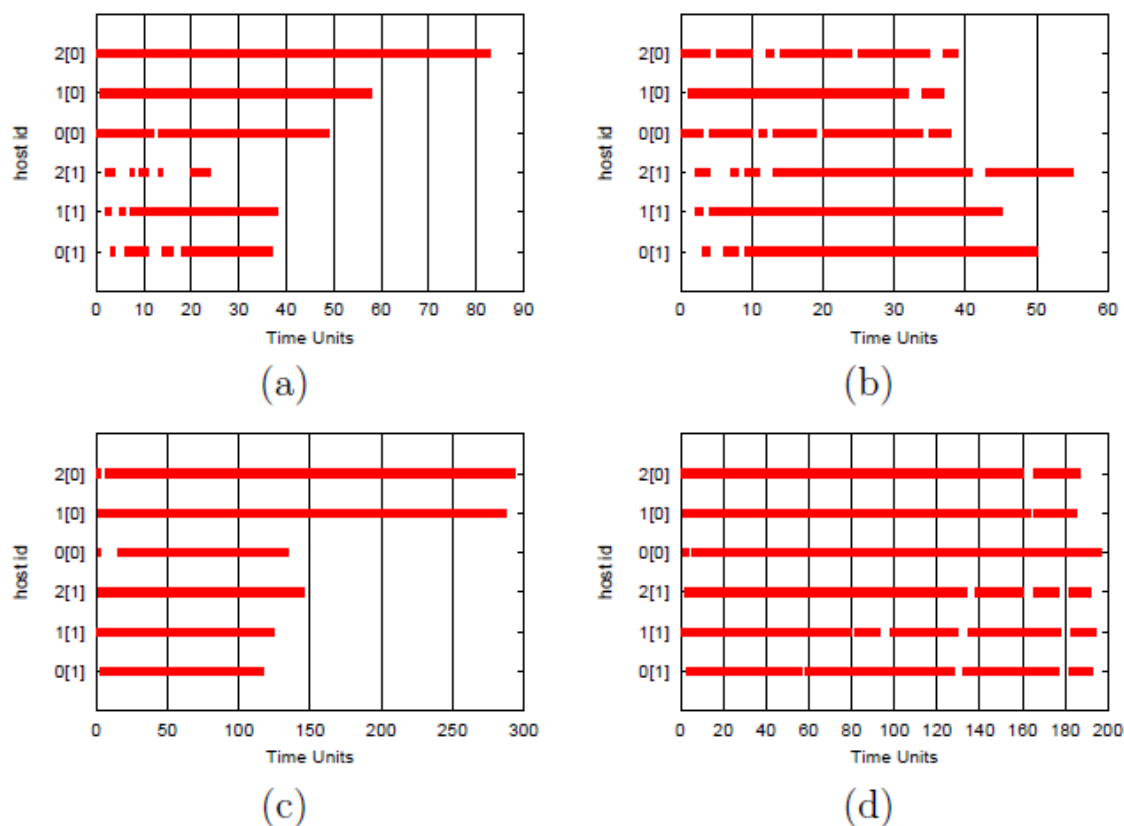 2[0]
1[0]
0[0]
2[1]
1[1]
0[1]
host id
0 10 20 30 40 50 60 70 80 90
Time Units
(a)
2[0]
1[0]
0[0]
2[1]
1[1]
0[1]
host id
0 10 20 30 40 50 60
Time Units
(b)
2[0]
1[0]
0[0]
2[1]
1[1]
0[1]
host id
0 50 100 150 200 250 300
Time Units
(c)
2[0]
1[0]
0[0]
2[1]
1[1]
0[1]
host id
0 20 40 60 80 100 120 140 160 180 200
Time Units
(d)